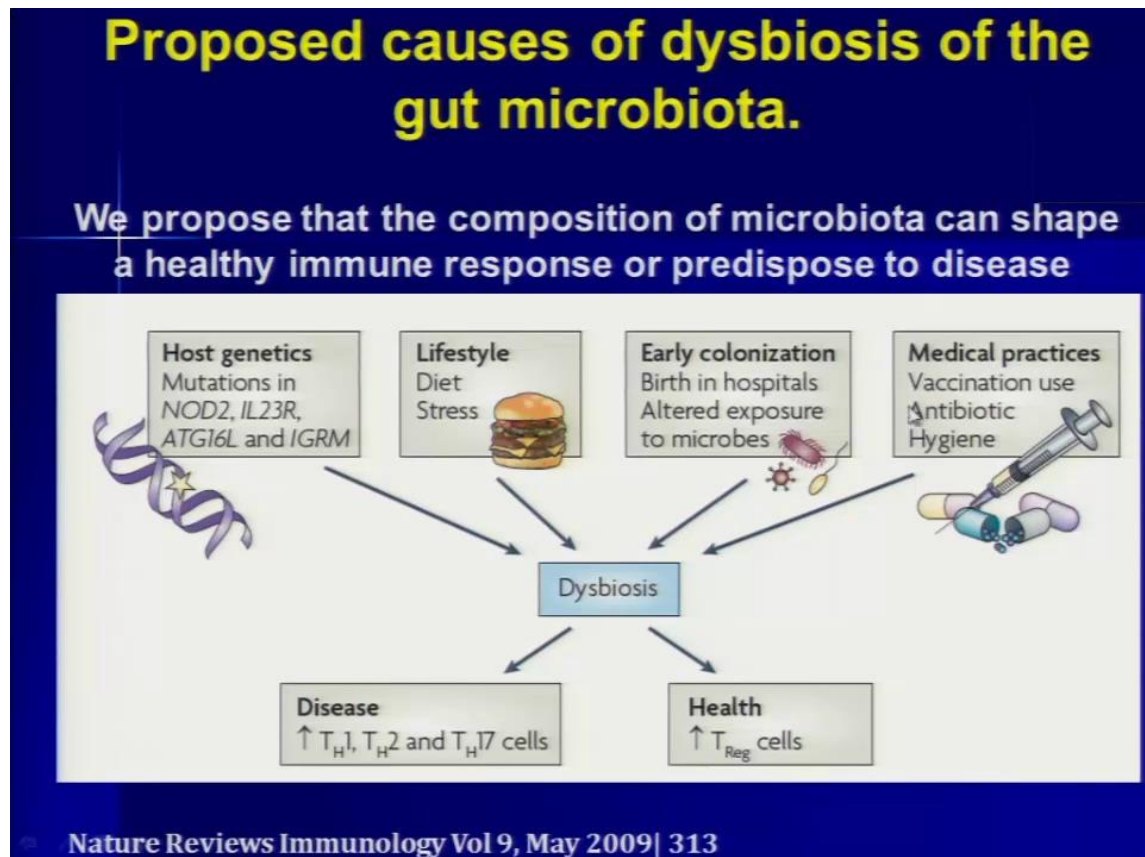 Proposed causes of dysbiosis of the
gut microbiota.
We propose that the composition of microbiota can shape
a healthy immune response or predispose to disease
Host genetics
Mutations in
NOD2, IL23R,
ATG16L and IGRM
Lifestyle
Diet
Stress
Early colonization
Birth in hospitals
Altered exposure
to microbes
Medical practices
Vaccination use
Antibiotic
Hygiene
Dysbiosis
Disease
↑ TH1, TH2 and TH17 cells
Health
↑ TReg cells
Nature Reviews Immunology Vol 9, May 2009| 313